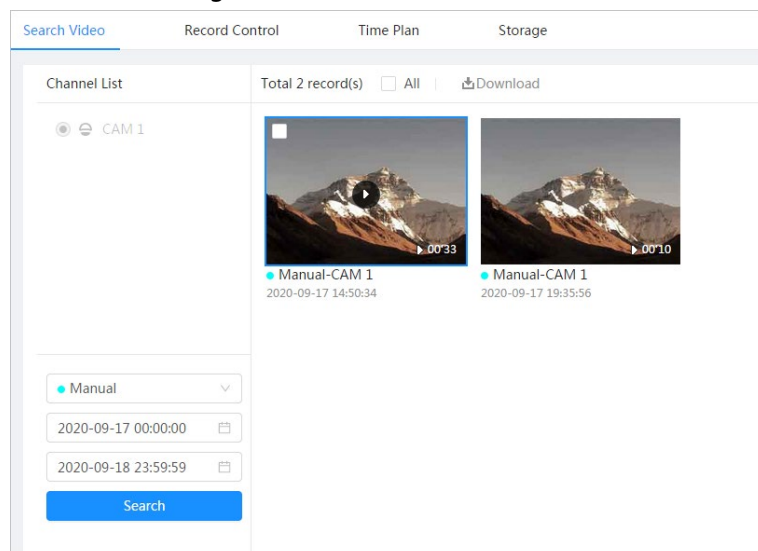 Search Video Record Control Time Plan Storage
Channel List
CAM 1
Total 2 record(s) All Download
00'33
00'10
Manual-CAM 1
2020-09-17 14:50:34
Manual-CAM 1
2020-09-17 19:35:56
Manual
2020-09-17 00:00:00
2020-09-18 23:59:59
Search